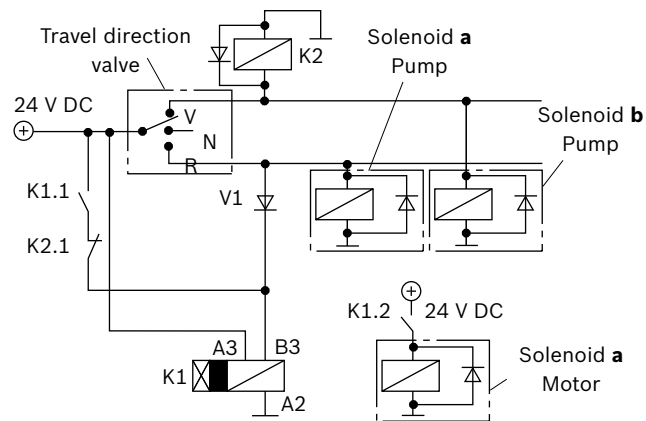 Travel direction
valve
K2
Solenoid a
Pump
24 V DC
V
N
R
Solenoid b
Pump
K1.1
V1
K2.1
K1.2
24 V DC
A3
B3
K1
A2
Solenoid a
Motor